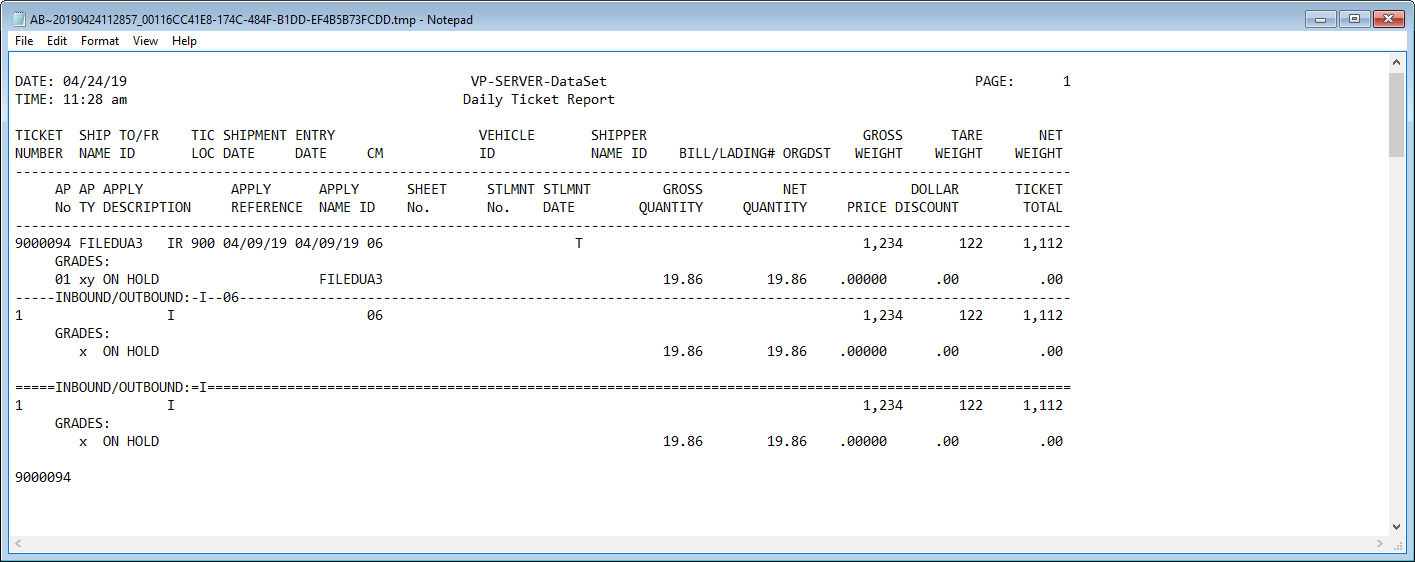 AB~20190424112857_00116CC41E8-174C-484F-B1DD-EF4B5B73FCDD.tmp - Notepad
File Edit Format View Help
DATE: 04/24/19 VP-SERVER-DataSet PAGE: 1
TIME: 11:28 am Daily Ticket Report
TICKET SHIP TO/FR TIC SHIPMENT ENTRY VEHICLE SHIPPER GROSS TARE NET
NUMBER NAME ID LOC DATE DATE CM ID NAME ID BILL/LADING# ORGDST WEIGHT WEIGHT WEIGHT
------------------------------------------------------------------------------------------------------------------------------------
AP AP APPLY APPLY APPLY SHEET STLMNT STLMNT GROSS NET DOLLAR TICKET
No TY DESCRIPTION REFERENCE NAME ID No. No. DATE QUANTITY QUANTITY PRICE DISCOUNT TOTAL
------------------------------------------------------------------------------------------------------------------------------------
9000094 FILEDUA3 IR 900 04/09/19 04/09/19 06 T 1,234 122 1,112
GRADES:
01 xy ON HOLD FILEDUA3 19.86 19.86 .00000 .00 .00
-----INBOUND/OUTBOUND:-I--06--------------------------------------------------------------------------------------------------------
1 I 06 1,234 122 1,112
GRADES:
x ON HOLD 19.86 19.86 .00000 .00 .00
=====INBOUND/OUTBOUND:=I============================================================================================================
1 I 1,234 122 1,112
GRADES:
x ON HOLD 19.86 19.86 .00000 .00 .00
9000094